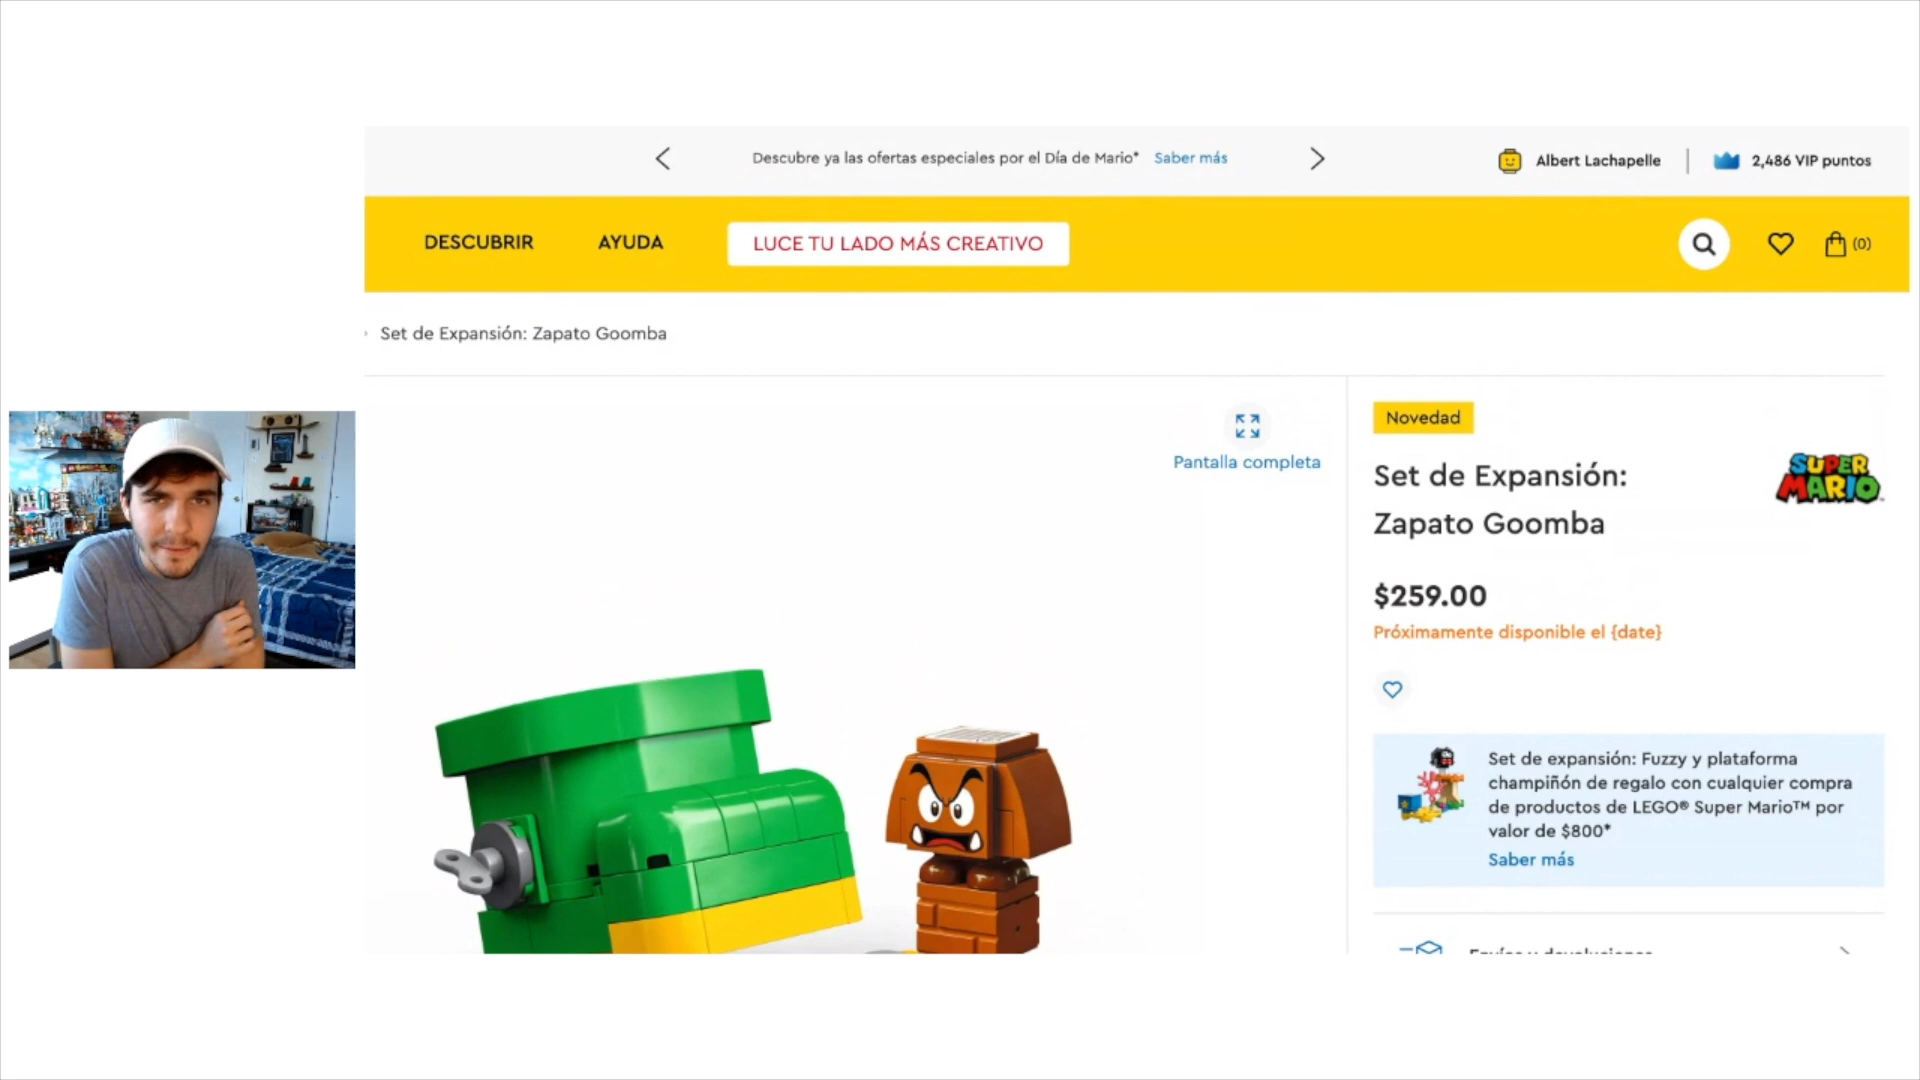 Descubre ya las ofertas especiales por el Día de Mario* Saber más
Albert Lachapelle
2,486 VIP puntos
DESCUBRIR
AYUDA
LUCE TU LADO MÁS CREATIVO
(0)
Set de Expansión: Zapato Goomba
Pantalla completa
Novedad
Set de Expansión:
Zapato Goomba
SUPER
MARIO
$259.00
Próximamente disponible el {date}
Set de expansión: Fuzzy y plataforma
champiñón de regalo con cualquier compra
de productos de LEGO® Super Mario™ por
valor de $800*
Saber más
Envíos y devoluciones